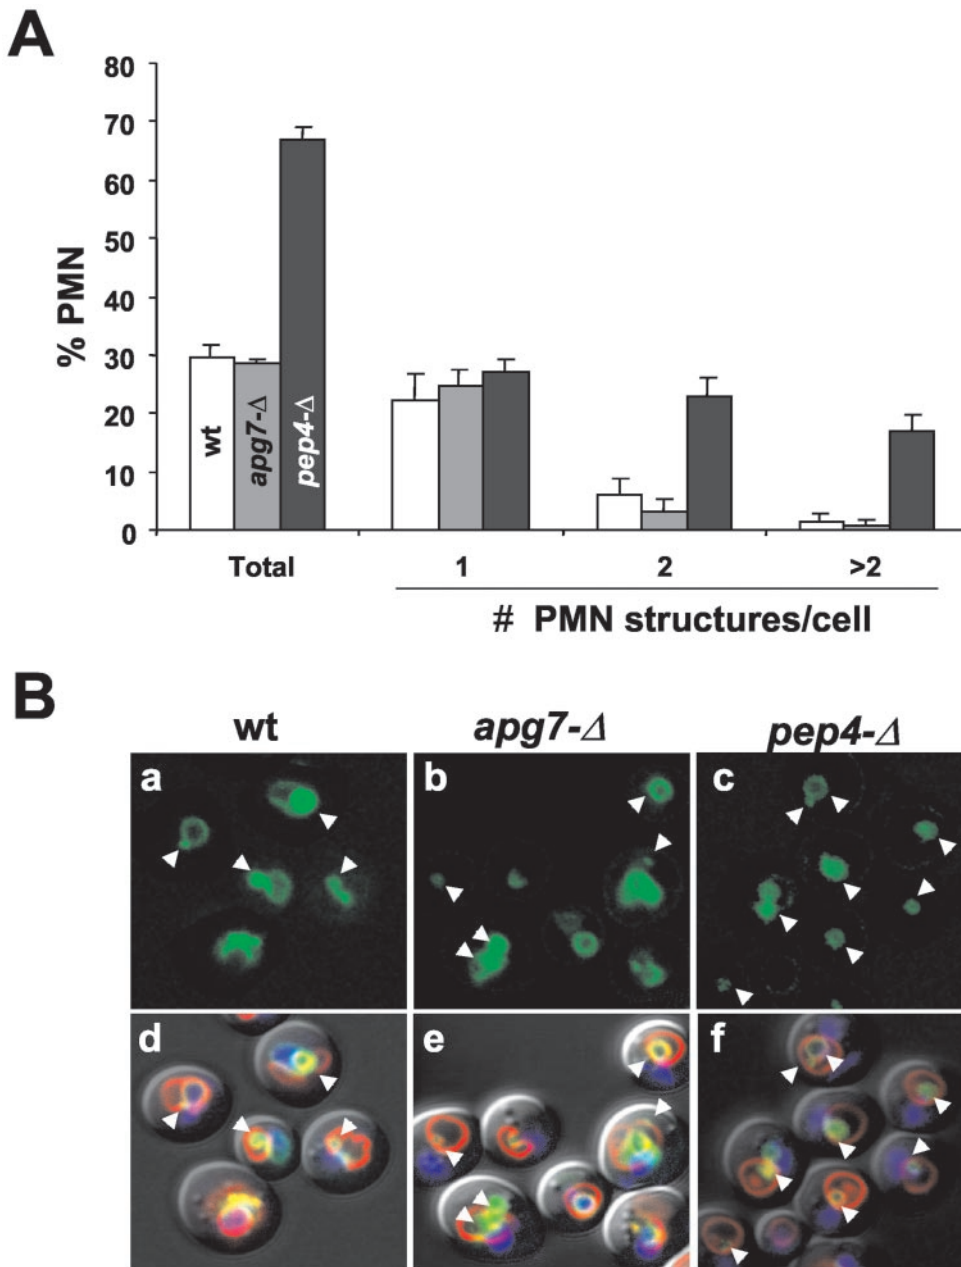 A
80
70
60
50
40
30
20
10
0
% PMN
wt
apg7-Δ
pep4-Δ
Total
1
2
>2
# PMN structures/cell
B
wt
apg7-Δ
pep4-Δ
a
b
c
d
e
f